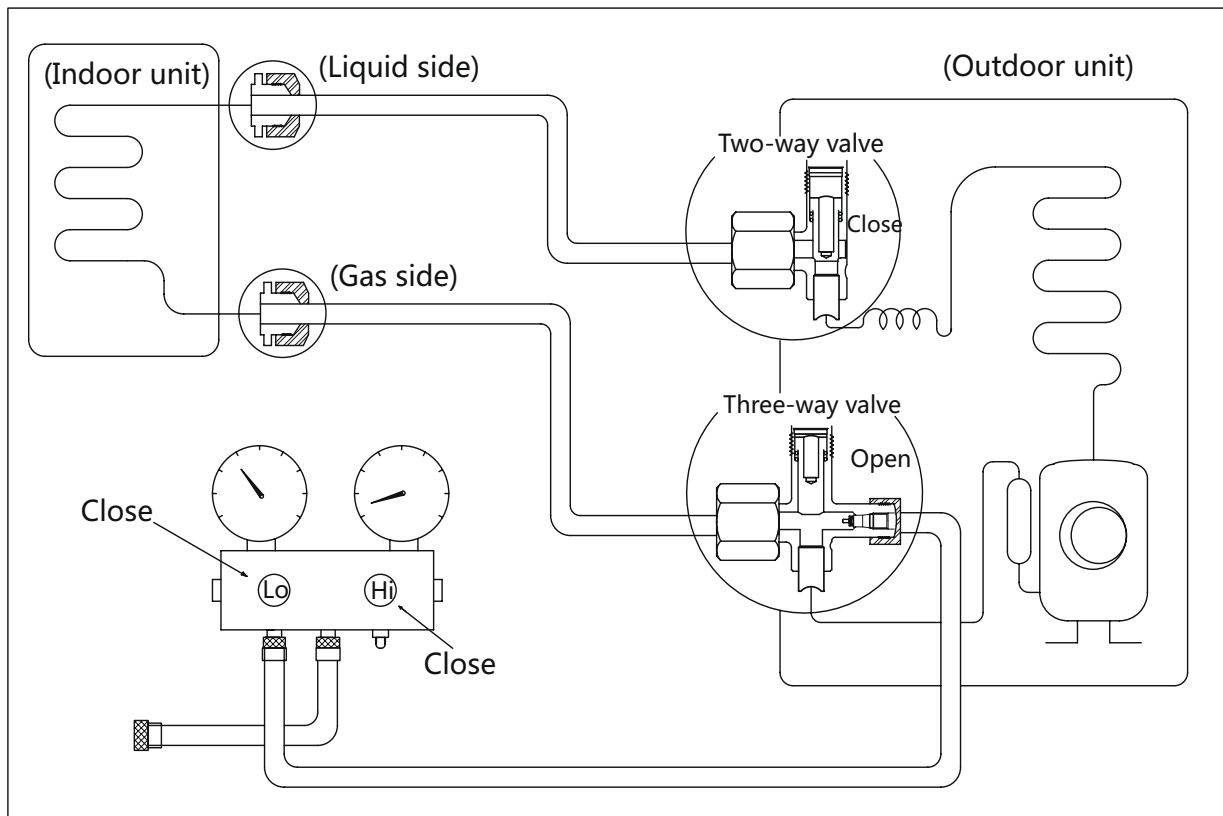 (Indoor unit)
(Liquid side)
(Outdoor unit)
Two-way valve
Close
(Gas side)
Three-way valve
Open
Close
Lo
Hi
Close